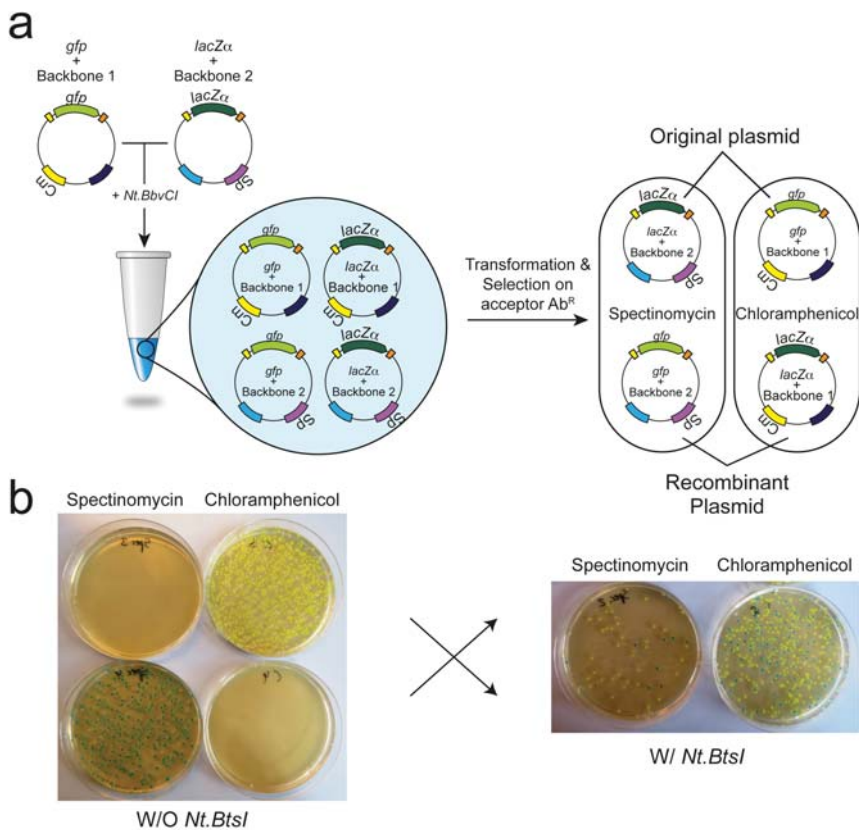 a
gfp
+
Backbone 1
lacZα
+
Backbone 2
gfp
lacZα
Cm
Sp
+ Nt.BbvCI
gfp
lacZα
gfp
+
Backbone 1
lacZα
+
Backbone 1
Cm
Cm
gfp
lacZα
gfp
+
Backbone 2
lacZα
+
Backbone 2
Sp
Sp
Transformation &
Selection on
acceptor Abᴿ
Original plasmid
lacZα
gfp
lacZα
+
Backbone 2
gfp
+
Backbone 1
Sp
Cm
Spectinomycin
Chloramphenicol
gfp
lacZα
gfp
+
Backbone 2
lacZα
+
Backbone 1
Sp
Cm
Recombinant
Plasmid
b
Spectinomycin
Chloramphenicol
W/O Nt.BtsI
Spectinomycin
Chloramphenicol
W/ Nt.BtsI